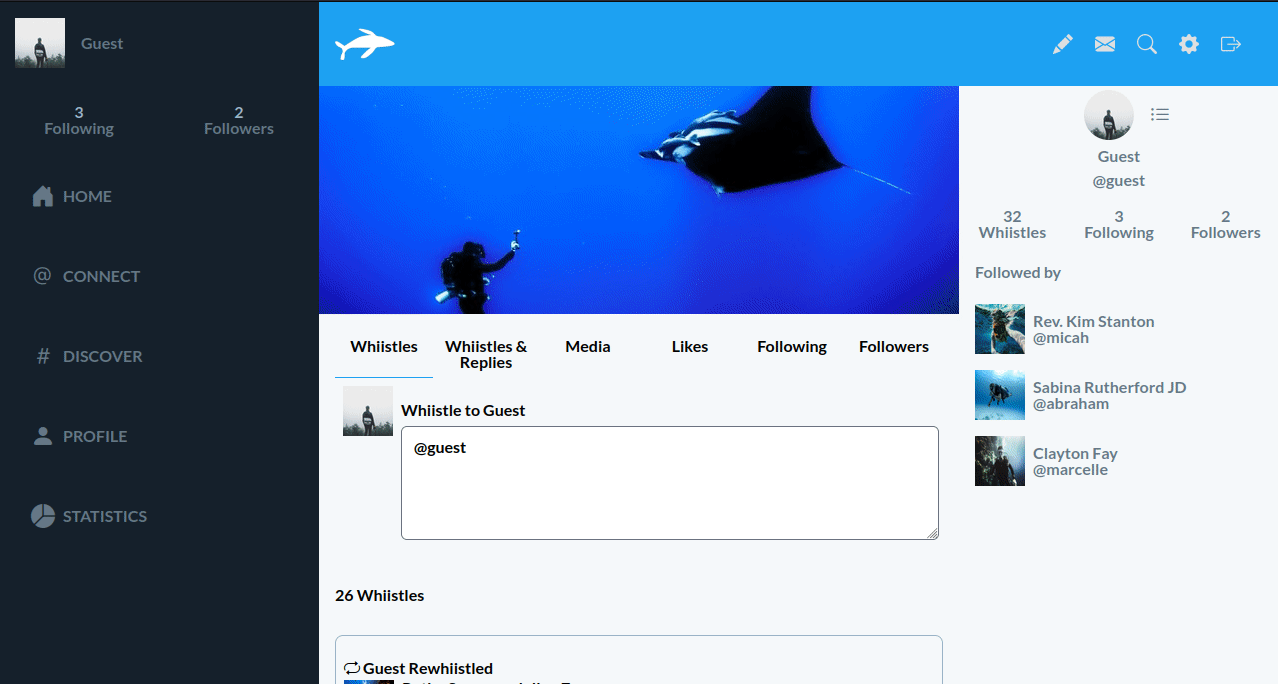 Guest
3
Following
2
Followers
HOME
@ CONNECT
# DISCOVER
PROFILE
STATISTICS
Whiistles
Whiistles &
Replies
Media
Likes
Following
Followers
Whiistle to Guest
@guest
26 Whiistles
Guest Rewhiistled
Guest
@guest
32
Whiistles
3
Following
2
Followers
Followed by
Rev. Kim Stanton
@micah
Sabina Rutherford JD
@abraham
Clayton Fay
@marcelle